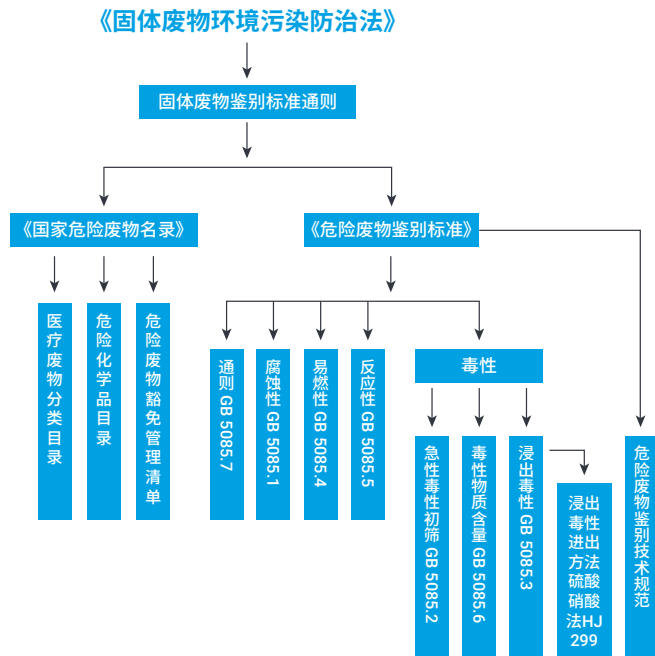 《固体废物环境污染防治法》
固体废物鉴别标准通则
《国家危险废物名录》
《危险废物鉴别标准》
医疗废物分类目录
危险化学品目录
危险废物豁免管理清单
通则 GB 5085.7
腐蚀性 GB 5085.1
易燃性 GB 5085.4
反应性 GB 5085.5
毒性
急性毒性初筛 GB 5085.2
毒性物质含量 GB 5085.6
浸出毒性 GB 5085.3
浸出
毒性
进出
方法
硫酸
硝酸
法HJ
299
危险废物鉴别技术规范